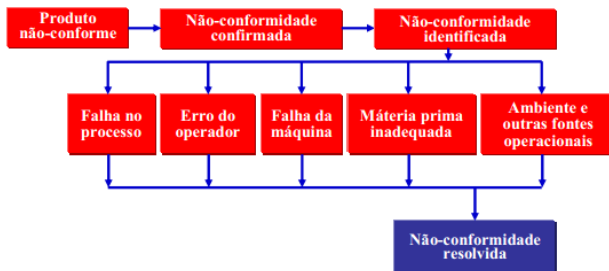 Produto
não-conforme
Não-conformidade
confirmada
Não-conformidade
identificada
Falha no
processo
Erro do
operador
Falha da
máquina
Máteria prima
inadequada
Ambiente e
outras fontes
operacionais
Não-conformidade
resolvida